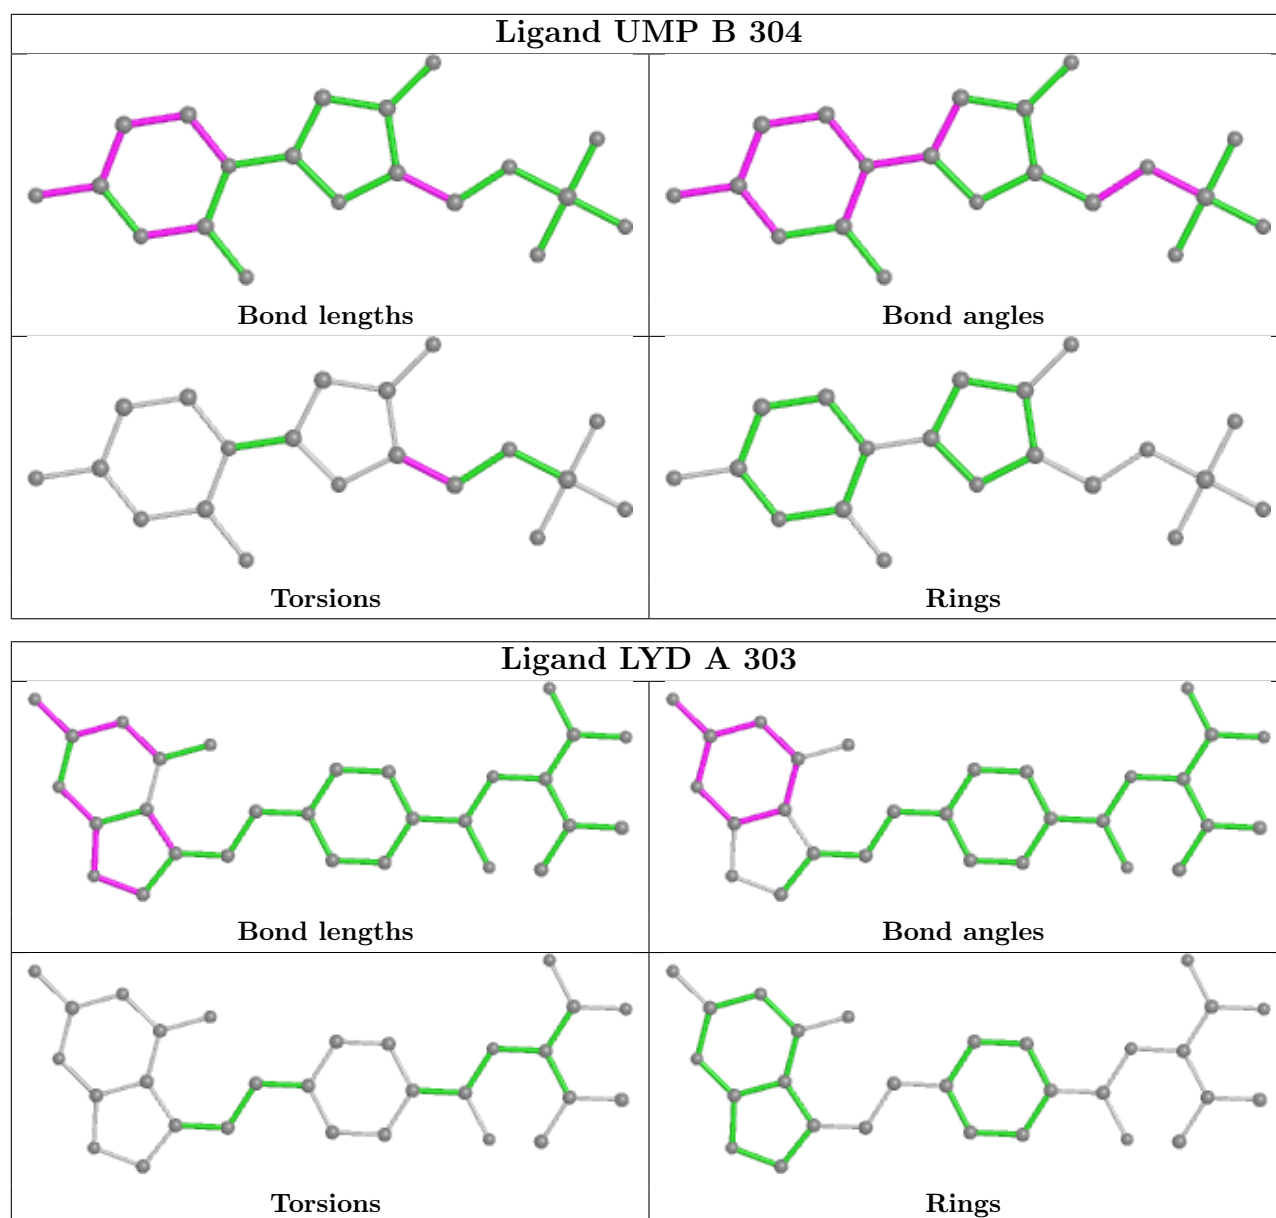 Ligand UMP B 304
Bond lengths
Bond angles
Torsions
Rings
Ligand LYD A 303
Bond lengths
Bond angles
Torsions
Rings